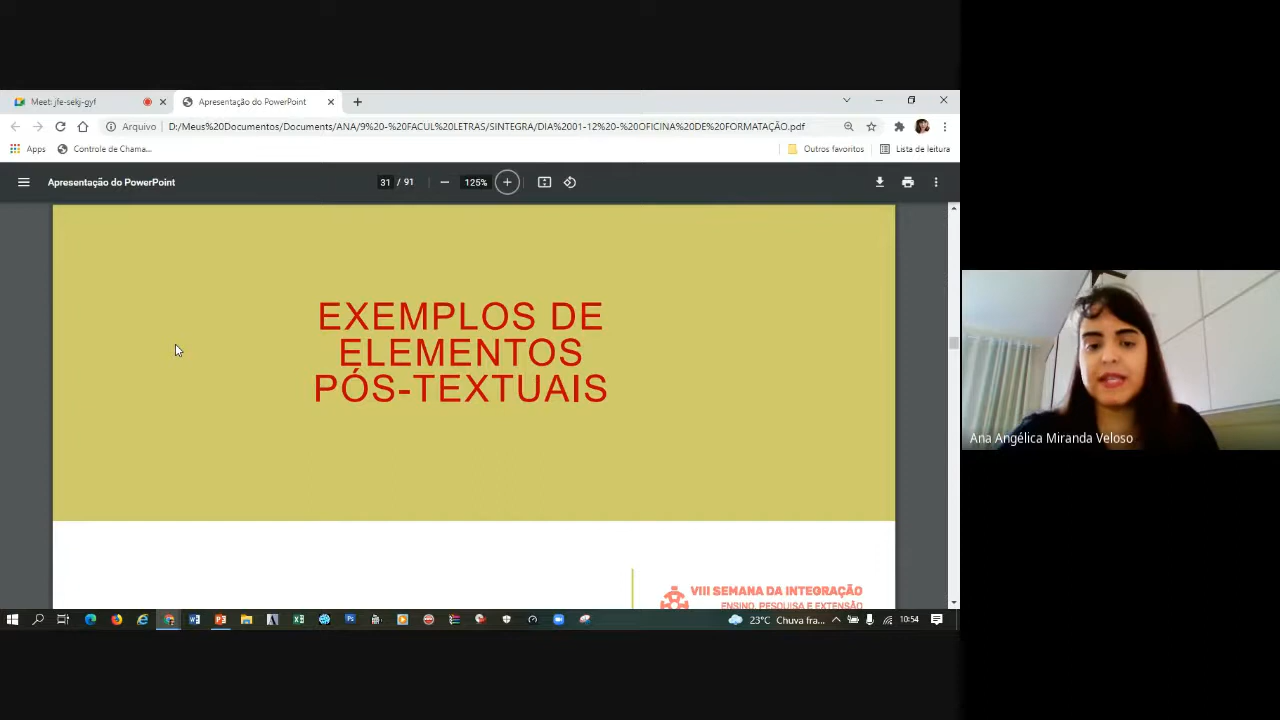 Meet: jfe-sekj-gyf
Apresentação do PowerPoint
Arquivo
D:/Meus%20Documentos/Documents/ANA/9%20-%20FACUL%20LETRAS/SINTEGRA/DIA%2001-12%20-%20OFICINA%20DE%20FORMATAÇÃO.pdf
Apps
Controle de Chama...
Outros favoritos
Lista de leitura
Apresentação do PowerPoint
31 / 91
125%
EXEMPLOS DE
ELEMENTOS
PÓS-TEXTUAIS
VIII SEMANA DA INTEGRAÇÃO
ENSINO, PESQUISA E EXTENSÃO
Ana Angélica Miranda Veloso
23°C Chuva fra...
10:54